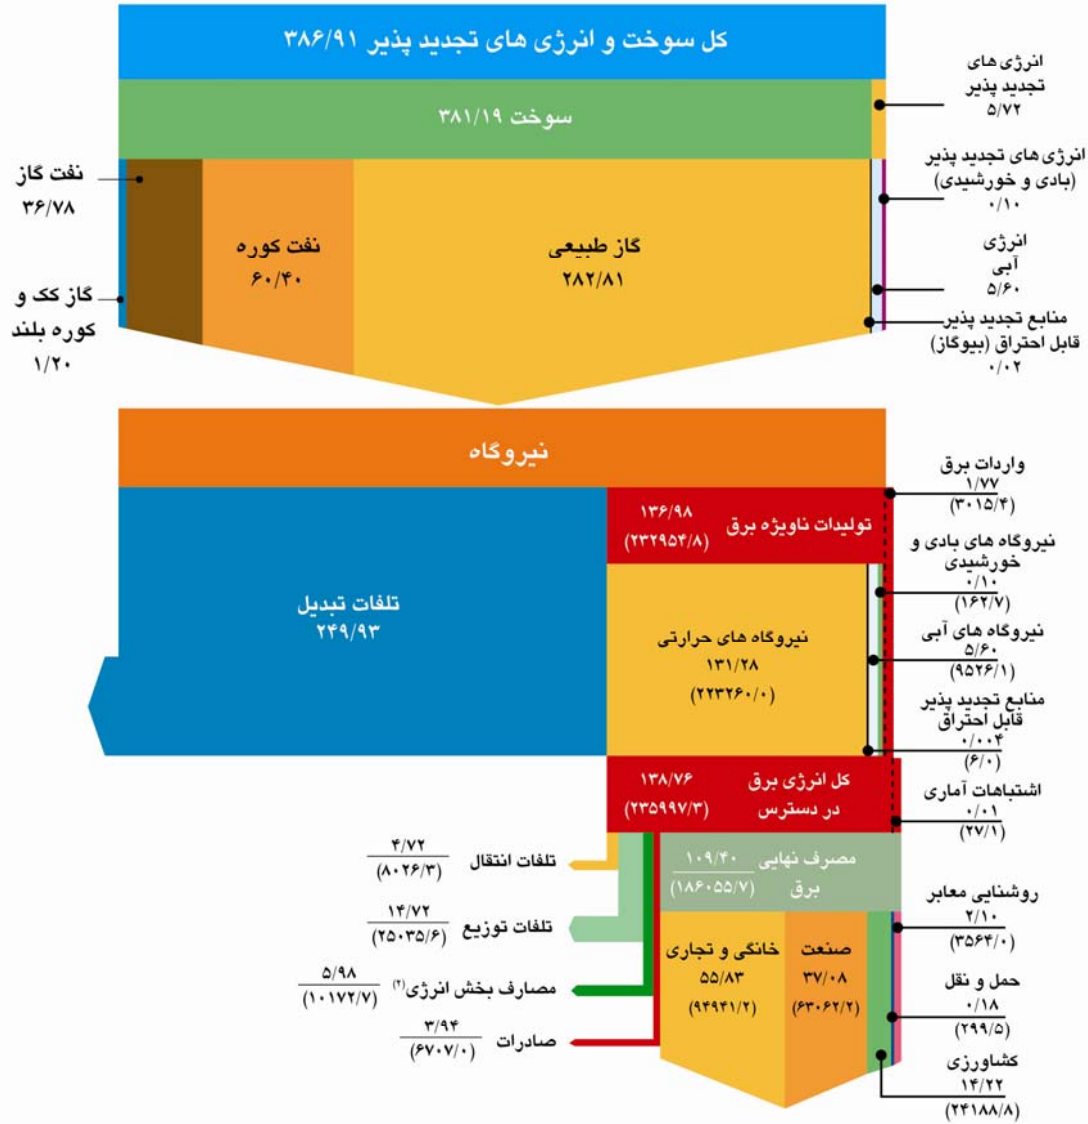 کل سوخت و انرژی های تجدید پذیر ۳۸۶/۹۱
سوخت ۳۸۱/۱۹
انرژی های
تجدید پذیر
۵/۷۲
انرژی های تجدید پذیر
(بادی و خورشیدی)
۰/۱۰
انرژی
آبی
۵/۶۰
منابع تجدید پذیر
قابل احتراق (بیوگاز)
۰/۰۲
گاز طبیعی
۲۸۲/۸۱
نفت کوره
۶۰/۴۰
نفت گاز
۳۶/۷۸
گاز کک و
کوره بلند
۱/۲۰
نیروگاه
واردات برق
۱/۷۷
(۳۰۱۵/۴)
تولیدات ناویژه برق
۱۳۶/۹۸
(۲۳۲۹۵۴/۸)
نیروگاه های بادی و
خورشیدی
۰/۱۰
(۱۶۲/۷)
نیروگاه های آبی
۵/۶۰
(۹۵۲۶/۱)
منابع تجدید پذیر
قابل احتراق
۰/۰۰۴
(۶/۰)
نیروگاه های حرارتی
۱۳۱/۲۸
(۲۲۳۲۶۰/۰)
تلفات تبدیل
۲۴۹/۹۳
کل انرژی برق
در دسترس
۱۳۸/۷۶
(۲۳۵۹۹۷/۳)
اشتباهات آماری
۰/۰۱
(۲۷/۱)
مصرف نهایی
برق
۱۰۹/۴۰
(۱۸۶۰۵۵/۷)
تلفات انتقال
۴/۷۲
(۸۰۲۶/۳)
تلفات توزیع
۱۴/۷۲
(۲۵۰۳۵/۶)
مصارف بخش انرژی(۲)
۵/۹۸
(۱۰۱۷۲/۷)
صادرات
۳/۹۴
(۶۷۰۷/۰)
روشنایی معابر
۲/۱۰
(۳۵۶۴/۰)
حمل و نقل
۰/۱۸
(۲۹۹/۵)
کشاورزی
۱۴/۲۲
(۲۴۱۸۸/۸)
صنعت
۳۷/۰۸
(۶۳۰۶۲/۲)
خانگی و تجاری
۵۵/۸۳
(۹۴۹۴۱/۲)